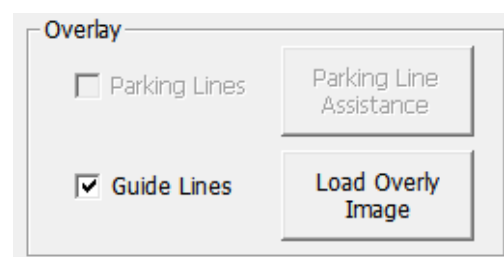 Overlay
Parking Lines
Parking Line
Assistance
Guide Lines
Load Overly
Image